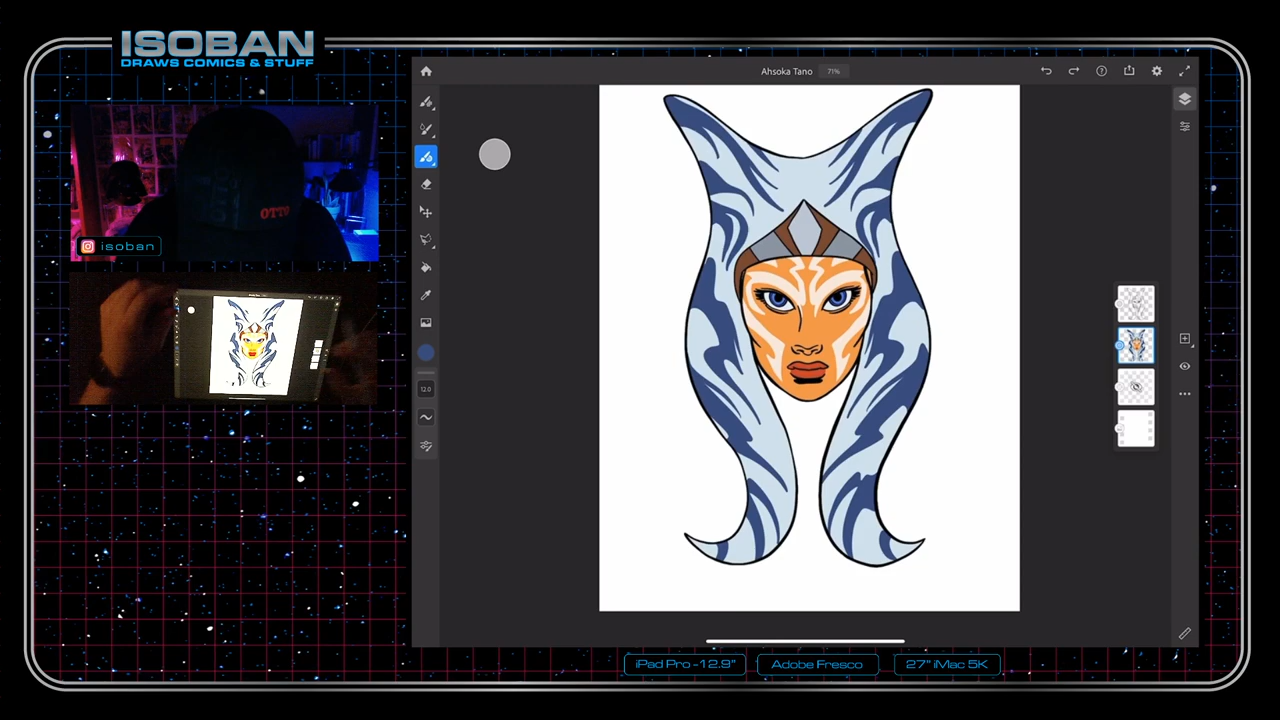 ISOBAN
DRAWS COMICS & STUFF
Ahsoka Tano 71%
OTTO
isoban
12.0
iPad Pro -12.9" Adobe Fresco 27" iMac 5K